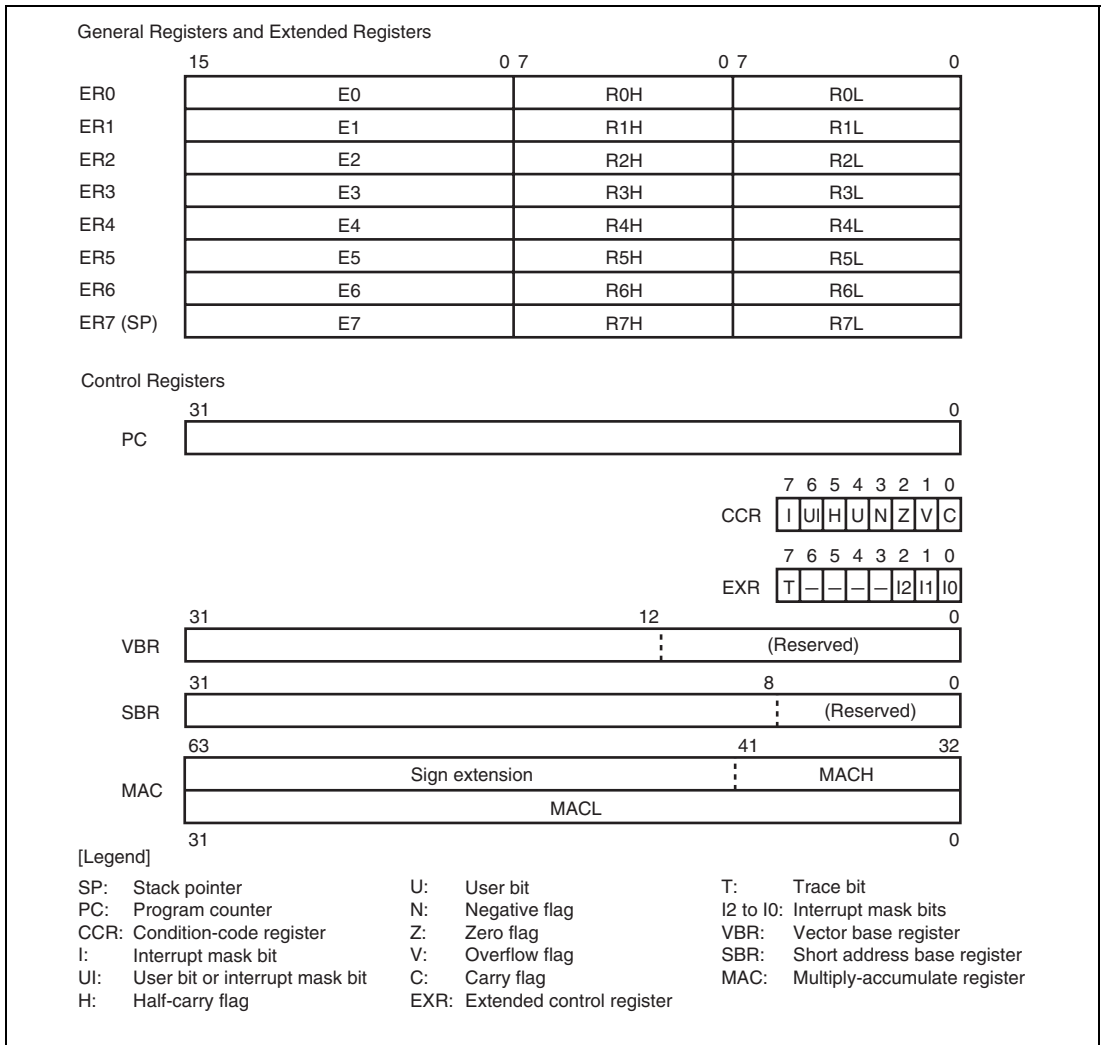 General Registers and Extended Registers
15 0 7 0 7 0
ER0 E0 R0H R0L
ER1 E1 R1H R1L
ER2 E2 R2H R2L
ER3 E3 R3H R3L
ER4 E4 R4H R4L
ER5 E5 R5H R5L
ER6 E6 R6H R6L
ER7 (SP) E7 R7H R7L
Control Registers
31 0
PC
7 6 5 4 3 2 1 0
CCR I UI H U N Z V C
7 6 5 4 3 2 1 0
EXR T — — — — I2 I1 I0
31 12 0
VBR (Reserved)
31 8 0
SBR (Reserved)
63 41 32
MAC Sign extension MACH
MACL
31 0
[Legend]
SP: Stack pointer U: User bit T: Trace bit
PC: Program counter N: Negative flag I2 to I0: Interrupt mask bits
CCR: Condition-code register Z: Zero flag VBR: Vector base register
I: Interrupt mask bit V: Overflow flag SBR: Short address base register
UI: User bit or interrupt mask bit C: Carry flag MAC: Multiply-accumulate register
H: Half-carry flag EXR: Extended control register